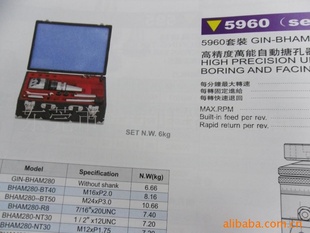 ▼ 5960 (se
5960套裝 GIN-BHAM
高精度萬能自動搪孔器
HIGH PRECISION U
BORING AND FACIN
每分鐘最大轉速
每轉固定進給
每轉快速退回
MAX.RPM
Built-in feed per rev.
Rapid return per rev.
SET N.W. 6kg
Model Specification N.W(kg)
GIN-BHAM280 Without shank 6.66
BHAM280-BT40 M16xP2.0 8.16
BHAM280-BT50 M24xP3.0 10.66
BHAM280-R8 7/16"x20UNC 7.40
BHAM280-NT30 1/2"x12UNC 7.20
BHAM280-NT30 M12xP1.75 7.20
alibaba.com.cn